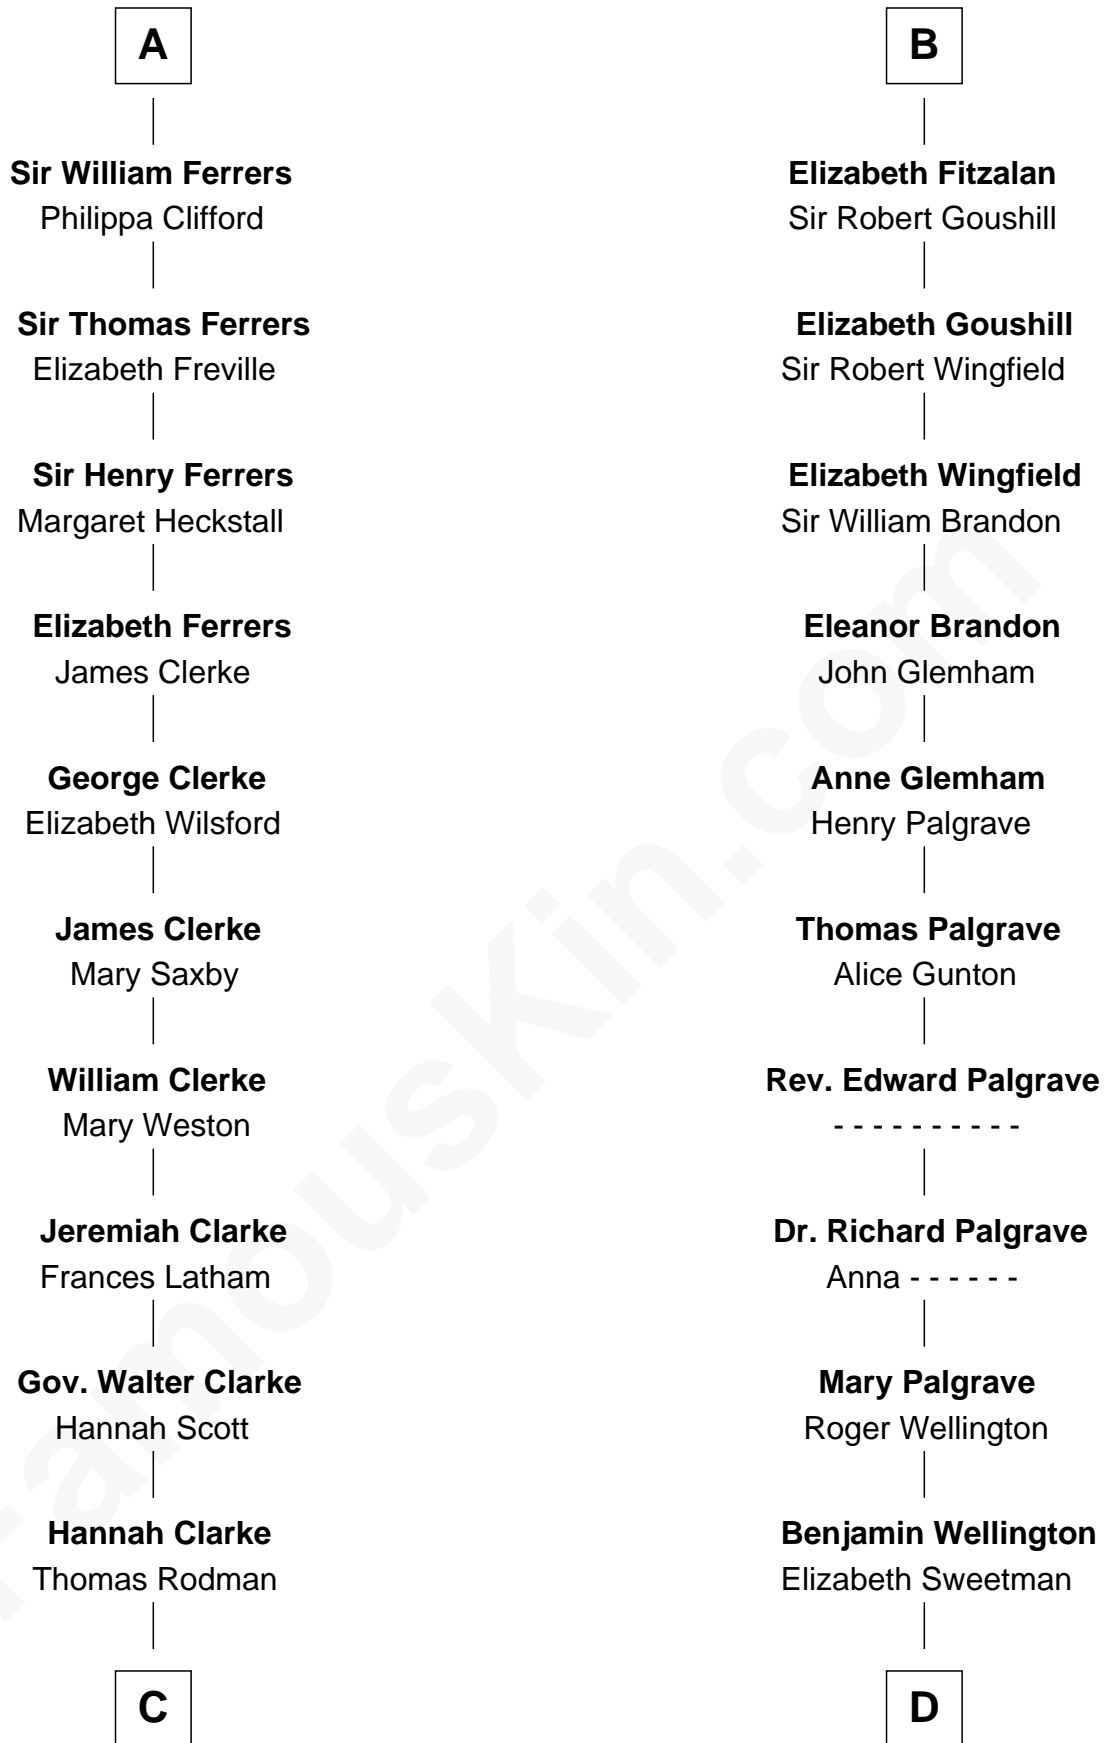 A
Sir William Ferrers
Philippa Clifford
Sir Thomas Ferrers
Elizabeth Freville
Sir Henry Ferrers
Margaret Heckstall
Elizabeth Ferrers
James Clerke
George Clerke
Elizabeth Wilsford
James Clerke
Mary Saxby
William Clerke
Mary Weston
Jeremiah Clarke
Frances Latham
Gov. Walter Clarke
Hannah Scott
Hannah Clarke
Thomas Rodman
C
B
Elizabeth Fitzalan
Sir Robert Goushill
Elizabeth Goushill
Sir Robert Wingfield
Elizabeth Wingfield
Sir William Brandon
Eleanor Brandon
John Glemham
Anne Glemham
Henry Palgrave
Thomas Palgrave
Alice Gunton
Rev. Edward Palgrave
- - - - - - - - - -
Dr. Richard Palgrave
Anna - - - - - -
Mary Palgrave
Roger Wellington
Benjamin Wellington
Elizabeth Sweetman
D
FamousKin.com